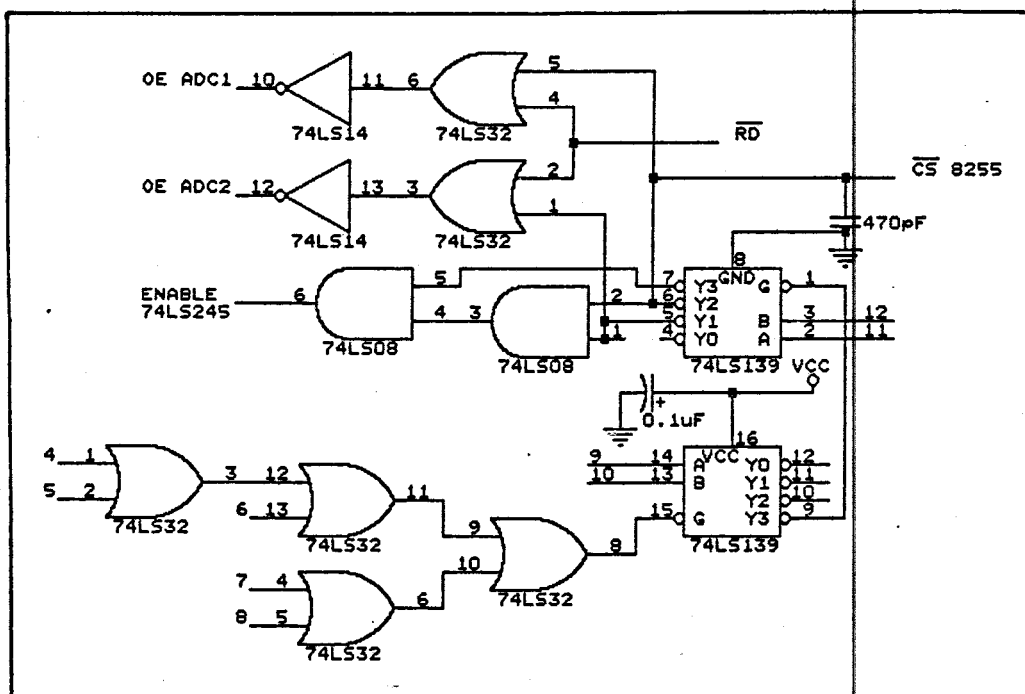 OE ADC1 10 11 6 5
4
74LS14 74LS32 RD
OE ADC2 12 13 3 2
1
CS 8255
74LS14 74LS32
470pF
8
GND
ENABLE 74LS245 6 5
4 3 2
1
74LS08 74LS08
7 Y3 G 1
6 Y2
5 Y1 B 3 12
4 Y0 A 2 11
74LS139
VCC
+
0.1uF
16
VCC
9 14 A Y0 12
10 13 B Y1 11
Y2 10
15 G Y3 9
74LS139
4 1
5 2
3 12
6 13
11 9
10
8
74LS32
74LS32
74LS32
7 4
8 5
6
74LS32